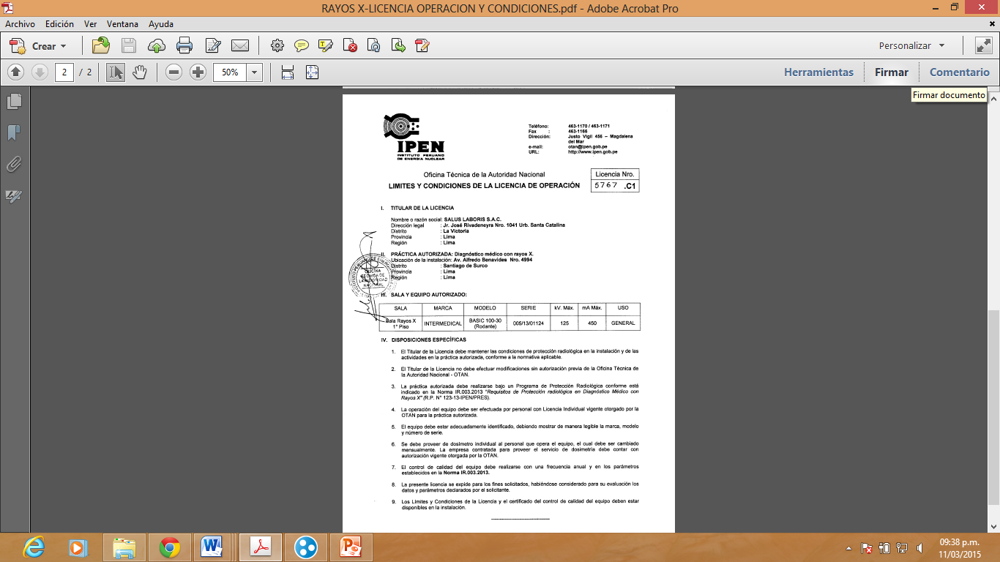 RAYOS X-LICENCIA OPERACION Y CONDICIONES.pdf - Adobe Acrobat Pro
Archivo Edición Ver Ventana Ayuda
Crear
Personalizar
2 / 2
50%
Herramientas Firmar Comentario
Firmar documento
IPEN
INSTITUTO PERUANO
DE ENERGIA NUCLEAR
Teléfono: 463-1170 / 463-1171
Fax : 463-1166
Dirección: Justo Vigil 456 – Magdalena
del Mar
e-mail: otan@ipen.gob.pe
URL: http://www.ipen.gob.pe
Oficina Técnica de la Autoridad Nacional
LIMITES Y CONDICIONES DE LA LICENCIA DE OPERACIÓN
Licencia Nro.
5767 .C1
I. TITULAR DE LA LICENCIA
Nombre o razón social: SALUS LABORIS S.A.C.
Dirección legal : Jr. José Rivadeneyra Nro. 1041 Urb. Santa Catalina
Distrito : La Victoria
Provincia : Lima
Región : Lima
II. PRÁCTICA AUTORIZADA: Diagnóstico médico con rayos X.
Ubicación de la instalación: Av. Alfredo Benavides Nro. 4994
Distrito : Santiago de Surco
Provincia : Lima
Región : Lima
OFICINA
TECNICA DE
LA AUTORIDAD
NACIONAL
III. SALA Y EQUIPO AUTORIZADO:
SALA MARCA MODELO SERIE kV. Máx. mA Máx. USO
Sala Rayos X
1° Piso
INTERMEDICAL
BASIC 100-30
(Rodante)
005/13/01124 125 450 GENERAL
IV. DISPOSICIONES ESPECÍFICAS
1. El Titular de la Licencia debe mantener las condiciones de protección radiológica en la instalación y de las
actividades en la práctica autorizada, conforme a la normativa aplicable.
2. El Titular de la Licencia no debe efectuar modificaciones sin autorización previa de la Oficina Técnica de
la Autoridad Nacional - OTAN.
3. La práctica autorizada debe realizarse bajo un Programa de Protección Radiológica conforme está
indicado en la Norma IR.003.2013 "Requisitos de Protección radiológica en Diagnóstico Médico con
Rayos X" (R.P. N° 123-13-IPEN/PRES).
4. La operación del equipo debe ser efectuada por personal con Licencia Individual vigente otorgado por la
OTAN para la práctica autorizada.
5. El equipo debe estar adecuadamente identificado, debiendo mostrar de manera legible la marca, modelo
y número de serie.
6. Se debe proveer de dosímetro individual al personal que opera el equipo, el cual debe ser cambiado
mensualmente. La empresa contratada para proveer el servicio de dosimetría debe contar con
autorización vigente otorgada por la OTAN.
7. El control de calidad del equipo debe realizarse con una frecuencia anual y en los parámetros
establecidos en la Norma IR.003.2013.
8. La presente licencia se expide para los fines solicitados, habiéndose considerado para su evaluación los
datos y parámetros declarados por el solicitante.
9. Los Límites y Condiciones de la Licencia y el certificado del control de calidad del equipo deben estar
disponibles en la instalación.
09:38 p.m.
11/03/2015